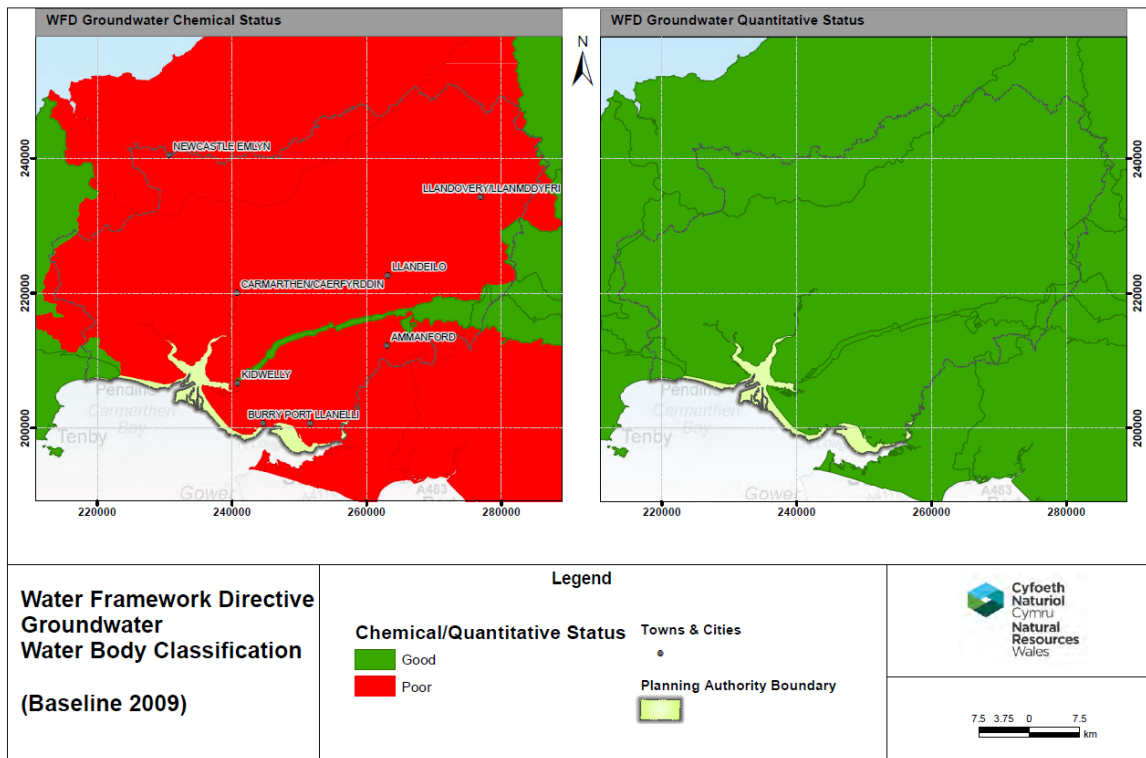 WFD Groundwater Chemical Status
WFD Groundwater Quantitative Status
N
NEWCASTLE EMLYN
LLANDOVERY/LLANMDDYFRI
LLANDEILO
CARMARTHEN/CAERFYRDDIN
AMMANFORD
KIDWELLY
BURRY PORT LLANELLI
Pendine
Carmarthen
Bay
Tenby
Gower
A483
240000
220000
200000
220000 240000 260000 280000
Carmarthen
Bay
Tenby
Gower
A483
240000
220000
200000
220000 240000 260000 280000
Water Framework Directive
Groundwater
Water Body Classification
(Baseline 2009)
Legend
Chemical/Quantitative Status
Good
Poor
Towns & Cities
Planning Authority Boundary
Cyfoeth
Naturiol
Cymru
Natural
Resources
Wales
7.5 3.75 0 7.5
km